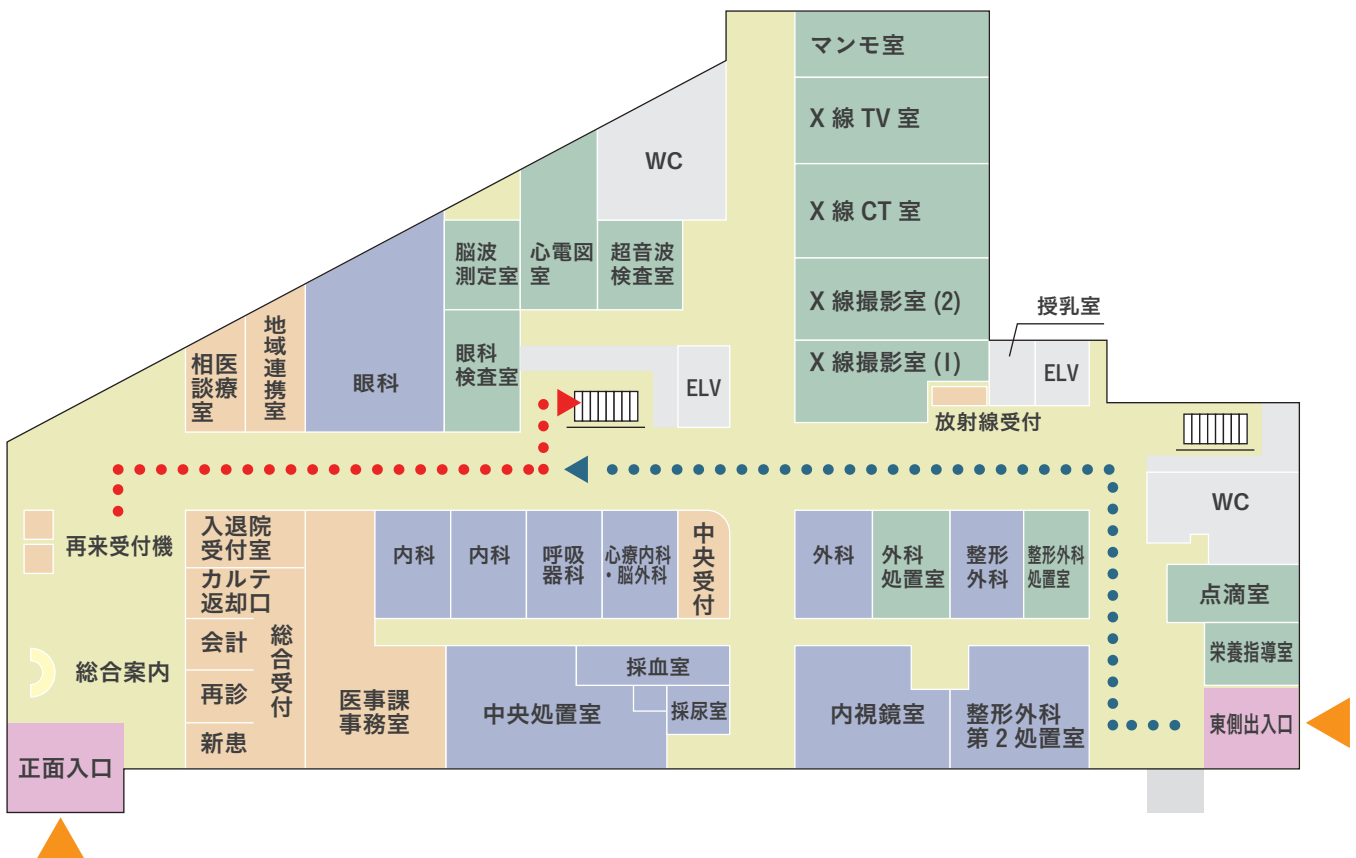 マンモ室
X 線 TV 室
WC
X 線 CT 室
脳波
測定室
心電図
室
超音波
検査室
X 線撮影室 (2)
授乳室
地域連携室
医療
相談室
眼科
眼科
検査室
ELV
X 線撮影室 (1)
ELV
放射線受付
WC
再来受付機
入退院
受付室
内科
内科
呼吸
器科
心療内科
・脳外科
中央受付
外科
外科
処置室
整形
外科
整形外科
処置室
カルテ
返却口
点滴室
総合案内
会計
総合受付
再診
新患
医事課
事務室
中央処置室
採血室
採尿室
内視鏡室
整形外科
第 2 処置室
栄養指導室
東側出入口
正面入口